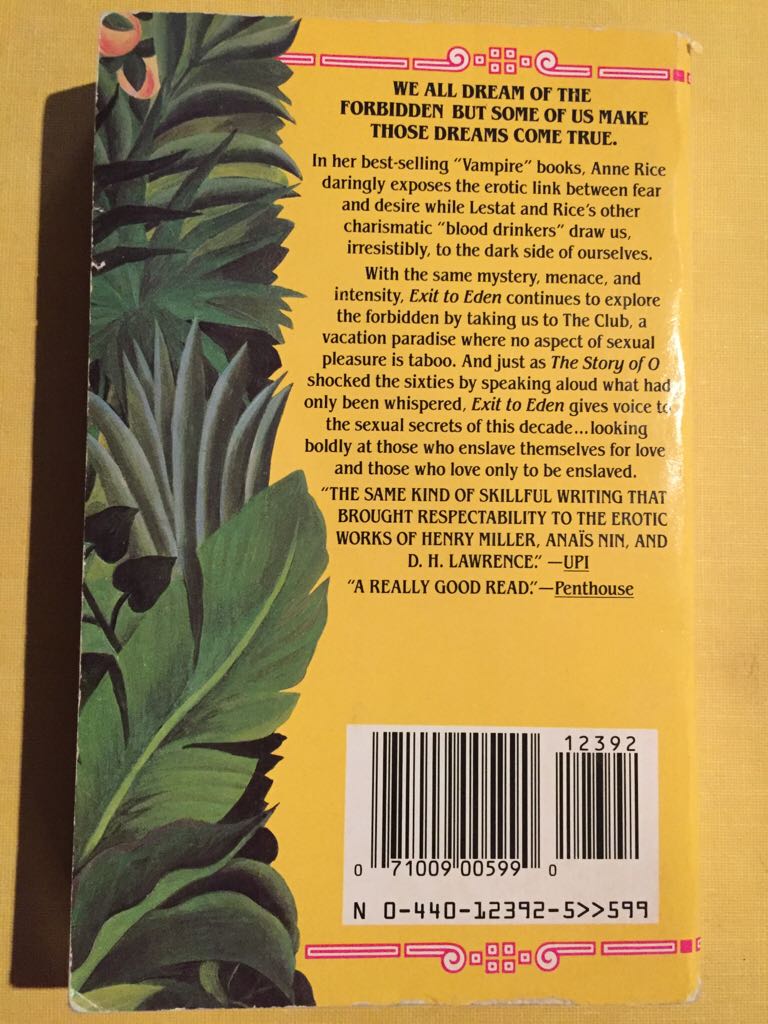 WE ALL DREAM OF THE
FORBIDDEN BUT SOME OF US MAKE
THOSE DREAMS COME TRUE.
In her best-selling "Vampire" books, Anne Rice
daringly exposes the erotic link between fear
and desire while Lestat and Rice's other
charismatic "blood drinkers" draw us,
irresistibly, to the dark side of ourselves.
With the same mystery, menace, and
intensity, Exit to Eden continues to explore
the forbidden by taking us to The Club, a
vacation paradise where no aspect of sexual
pleasure is taboo. And just as The Story of O
shocked the sixties by speaking aloud what had
only been whispered, Exit to Eden gives voice to
the sexual secrets of this decade...looking
boldly at those who enslave themselves for love
and those who love only to be enslaved.
"THE SAME KIND OF SKILLFUL WRITING THAT
BROUGHT RESPECTABILITY TO THE EROTIC
WORKS OF HENRY MILLER, ANAÏS NIN, AND
D. H. LAWRENCE." —UPI
"A REALLY GOOD READ."—Penthouse
12392
0 71009 00599 0
N 0-440-12392-5>>599